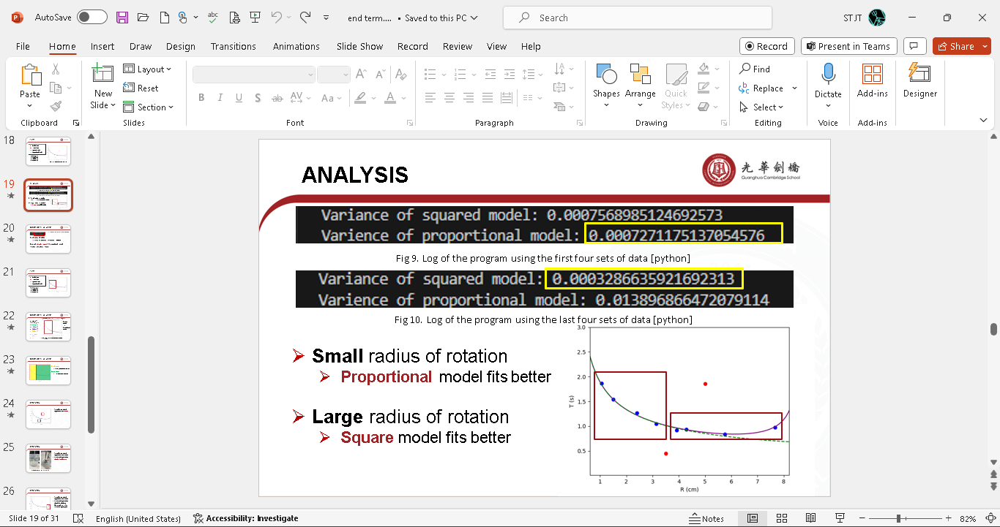 AutoSave
end term.... • Saved to this PC
Search
STJT
File Home Insert Draw Design Transitions Animations Slide Show Record Review View Help
Record
Present in Teams
Share
Paste
New
Slide
Layout
Reset
Section
Shapes
Arrange
Quick
Styles
Find
Replace
Select
Dictate
Add-ins
Designer
Clipboard
Slides
Font
Paragraph
Drawing
Editing
Voice
Add-ins
18
19
20
21
22
23
24
25
26
ANALYSIS
光華劍橋
Guanghua Cambridge School
Variance of squared model: 0.0007568985124692573
Varience of proportional model: 0.0007271175137054576
Fig 9. Log of the program using the first four sets of data [python]
Variance of squared model: 0.0003286635921692313
Varience of proportional model: 0.013896866472079114
Fig 10. Log of the program using the last four sets of data [python]
Small radius of rotation
Proportional model fits better
Large radius of rotation
Square model fits better
3.0
2.5
2.0
1.5
1.0
0.5
T (s)
1 2 3 4 5 6 7 8
R (cm)
Slide 19 of 31
English (United States)
Accessibility: Investigate
Notes
82%